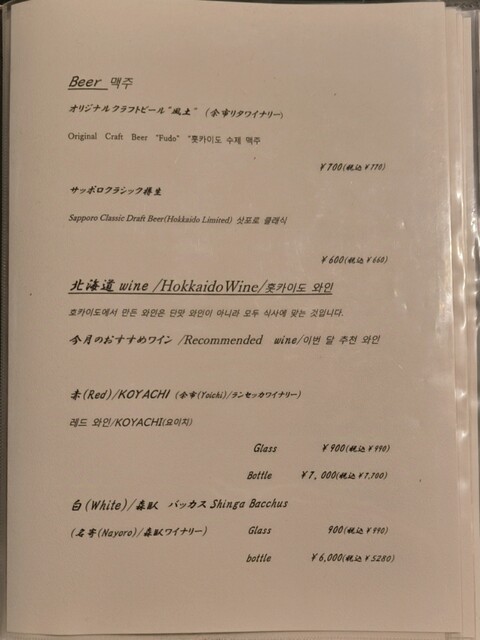 Beer 맥주
オリジナルクラフトビール"風土" (余市リタワイナリー)
Original Craft Beer "Fudo" "홋카이도 수제 맥주
¥700(税込¥770)
サッポロクラシック樽生
Sapporo Classic Draft Beer(Hokkaido Limited) 삿포로 클래식
¥600(税込¥660)
北海道 wine /Hokkaido Wine/홋카이도 와인
호카이도에서 만든 와인은 단맛 와인이 아니라 모두 식사에 맞는 것입니다.
今月のおすすめワイン /Recommended wine/이번 달 추천 와인
赤(Red)/KOYACHI (余市(Yoichi)/ランセッカワイナリー)
레드 와인/KOYACHI(요이치)
Glass ¥900(税込¥990)
Bottle ¥7,000(税込¥7,700)
白(White)/森臥 バッカス Shinga Bacchus
(名寄(Nayoro)/森臥ワイナリー) Glass 900(税込¥990)
bottle ¥6,000(税込¥5280)